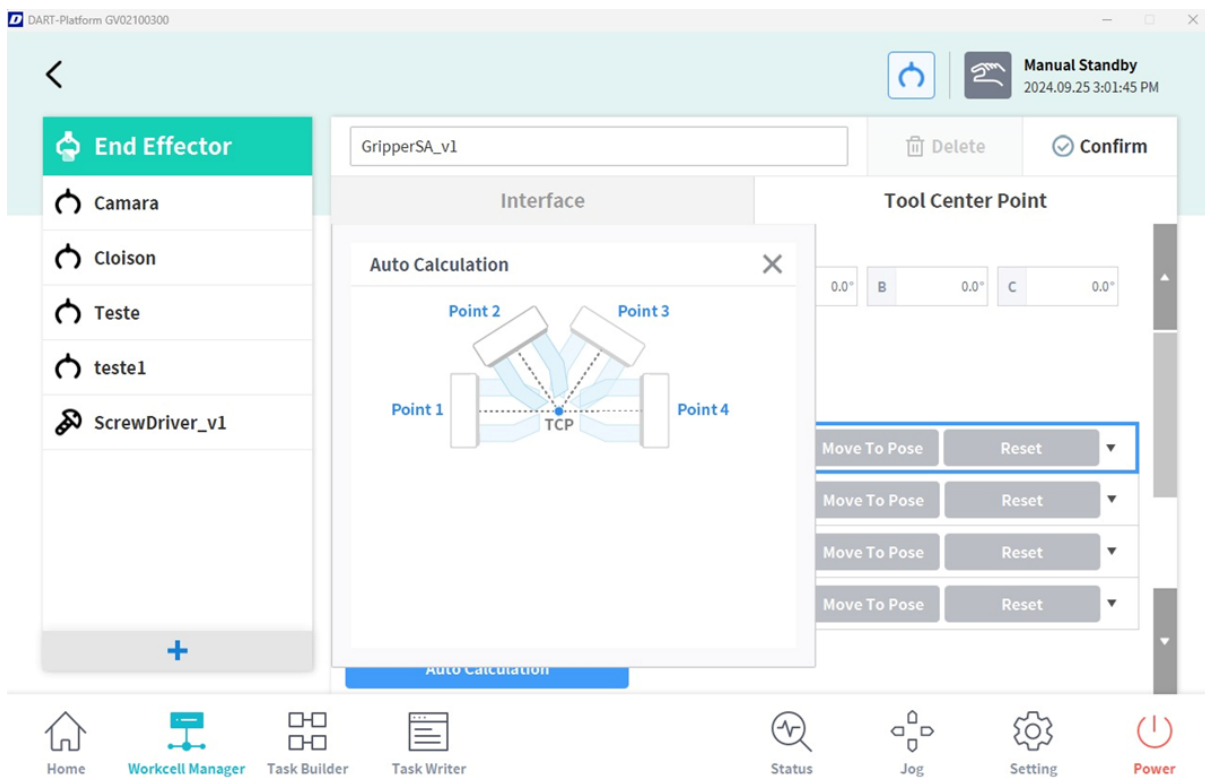 DART-Platform GV02100300
Manual Standby
2024.09.25 3:01:45 PM
End Effector
Camara
Cloison
Teste
teste1
ScrewDriver_v1
+
GripperSA_v1
Delete
Confirm
Interface
Tool Center Point
Auto Calculation
Point 1
Point 2
Point 3
Point 4
TCP
0.0°
B 0.0°
C 0.0°
Move To Pose Reset
Move To Pose Reset
Move To Pose Reset
Move To Pose Reset
Auto Calculation
Home
Workcell Manager
Task Builder
Task Writer
Status
Jog
Setting
Power